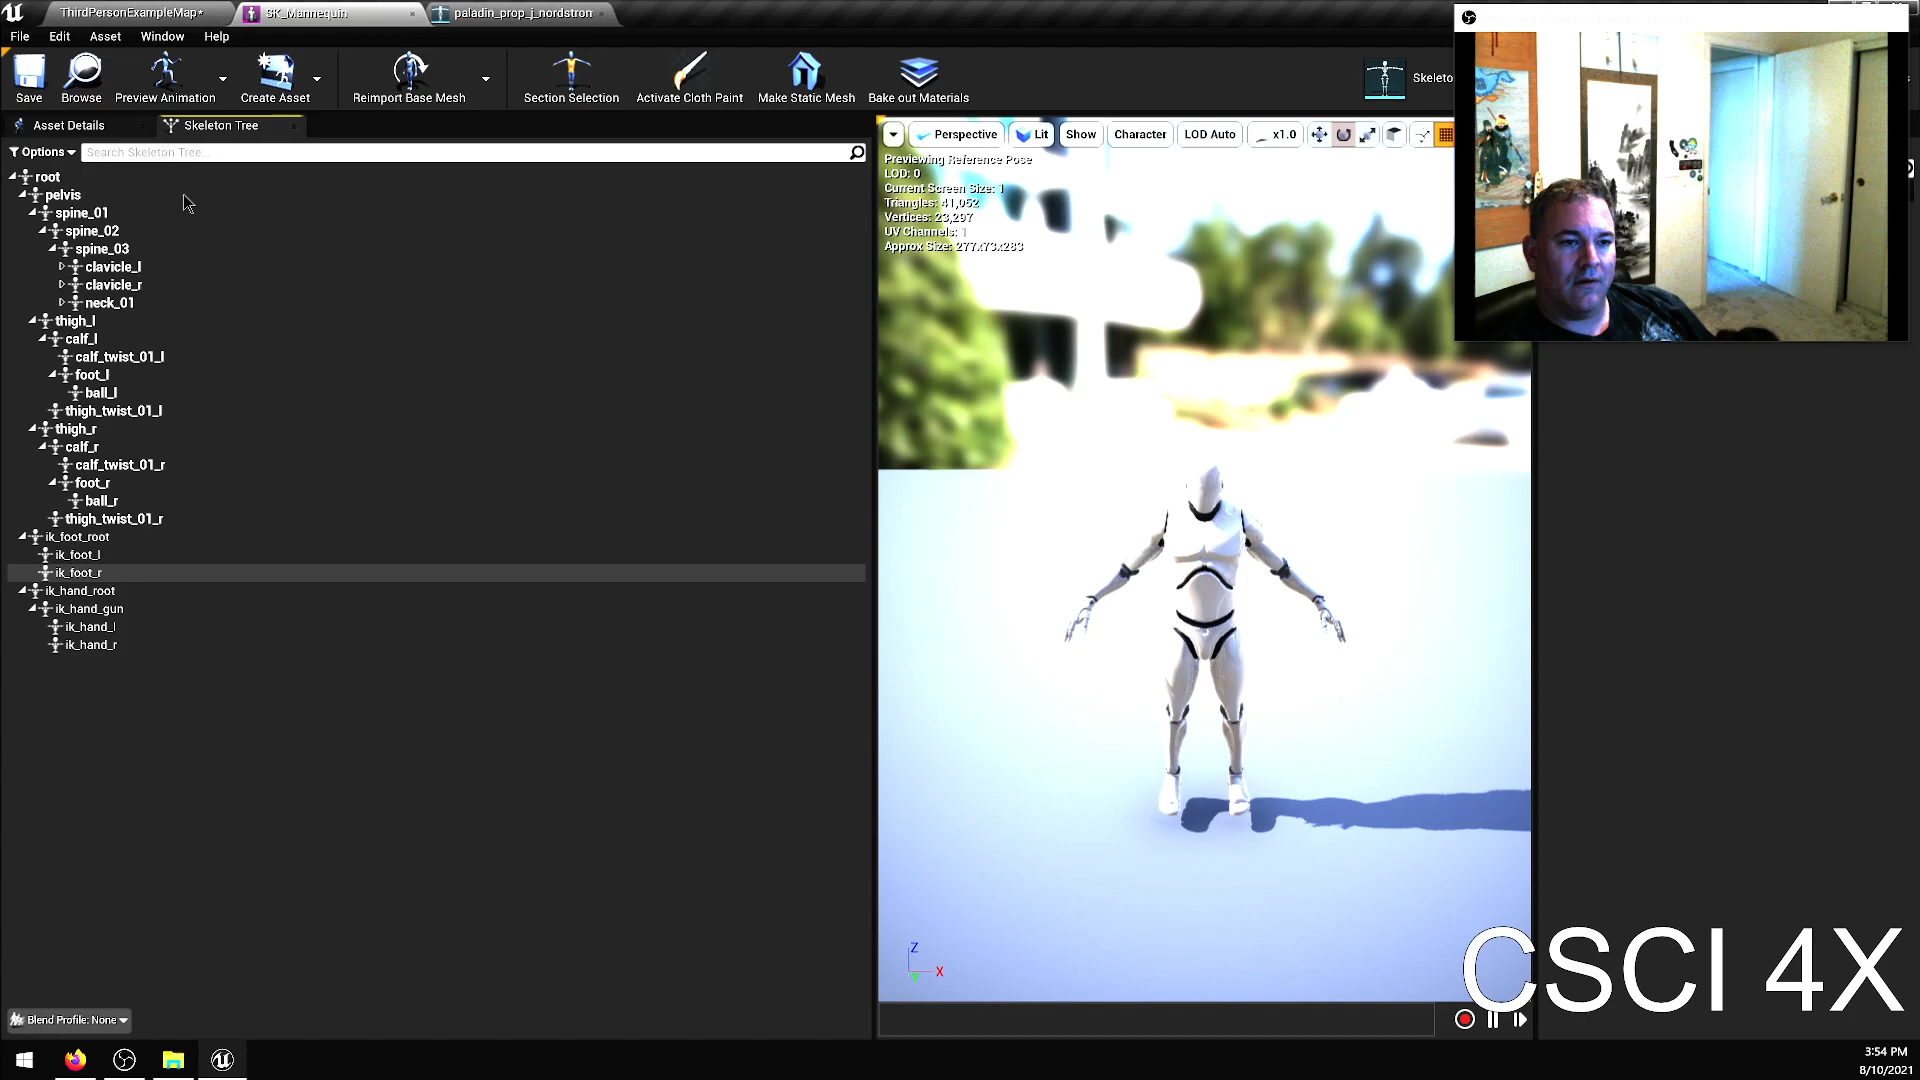 ThirdPersonExampleMap*
SK_Mannequin
paladin_prop_j_nordstrom
File Edit Asset Window Help
Save
Browse
Preview Animation
Create Asset
Reimport Base Mesh
Section Selection
Activate Cloth Paint
Make Static Mesh
Bake out Materials
Skeleto
Asset Details
Skeleton Tree
Options
Search Skeleton Tree...
root
pelvis
spine_01
spine_02
spine_03
clavicle_l
clavicle_r
neck_01
thigh_l
calf_l
calf_twist_01_l
foot_l
ball_l
thigh_twist_01_l
thigh_r
calf_r
calf_twist_01_r
foot_r
ball_r
thigh_twist_01_r
ik_foot_root
ik_foot_l
ik_foot_r
ik_hand_root
ik_hand_gun
ik_hand_l
ik_hand_r
Blend Profile: None
Perspective
Lit
Show
Character
LOD Auto
x1.0
Previewing Reference Pose
LOD: 0
Current Screen Size: 1
Triangles: 41,052
Vertices: 23,297
UV Channels: 1
Approx Size: 277x73x283
Z
X
Y
CSCI 4X
3:54 PM
8/10/2021